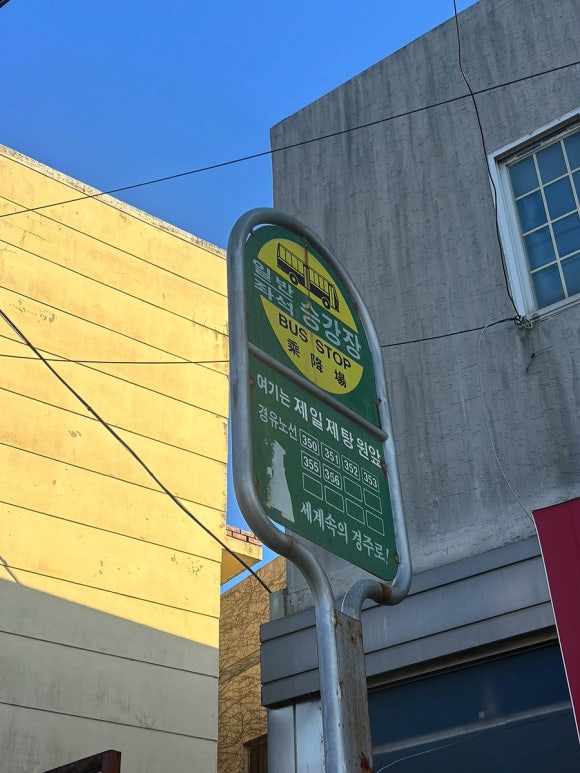 일반
좌석
승강장
BUS STOP
乘降場
여기는 제일제탕원앞
경유노선 350 351 352 353
355 356
세계속의 경주로!